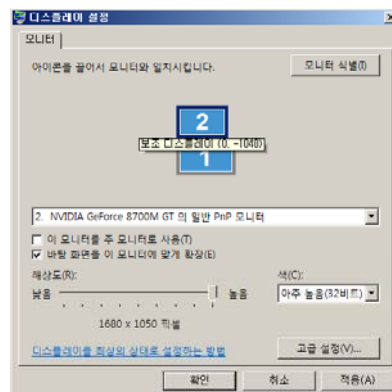 디스플레이 설정
모니터
아이콘을 끌어서 모니터와 일치시킵니다.
모니터 식별(I)
2
보조 디스플레이 (0, -1040)
1
2. NVIDIA GeForce 8700M GT 의 일반 PnP 모니터
이 모니터를 주 모니터로 사용(T)
바탕 화면을 이 모니터에 맞게 확장(E)
해상도(R):
색(C):
낮음
높음
아주 높음(32비트)
1680 x 1050 픽셀
디스플레이를 최상의 상태로 설정하는 방법
고급 설정(V)...
확인
취소
적용(A)